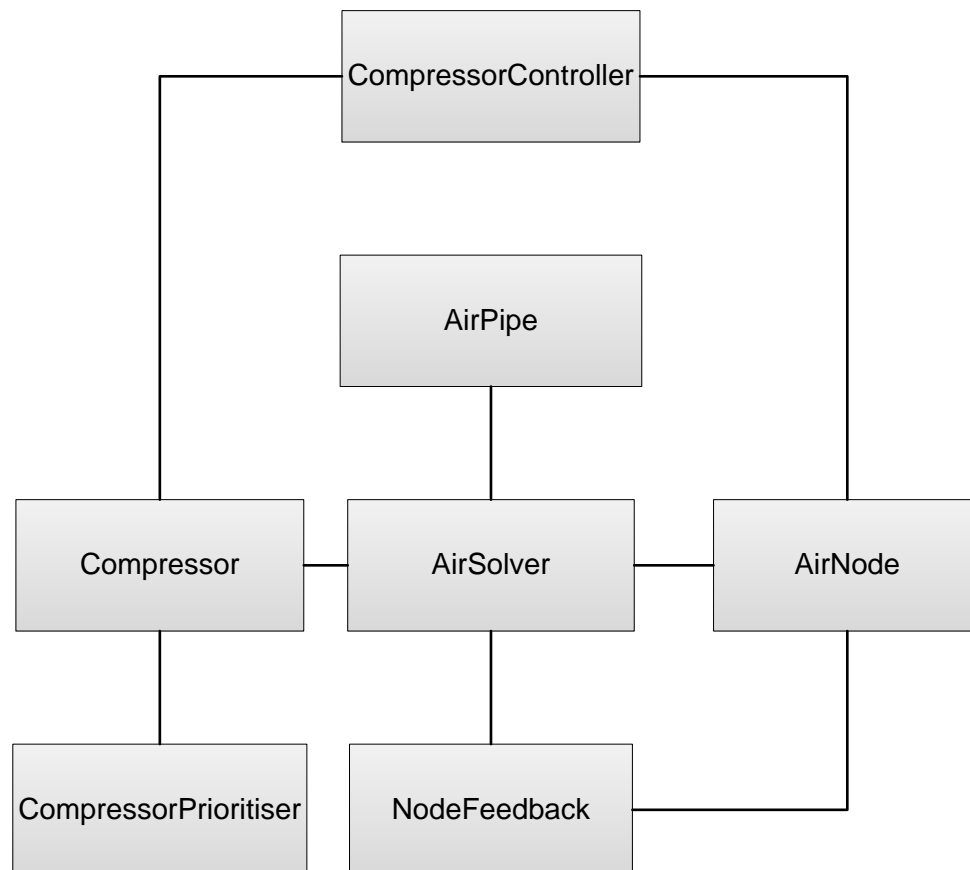 CompressorController
AirPipe
Compressor
AirSolver
AirNode
CompressorPrioritiser
NodeFeedback